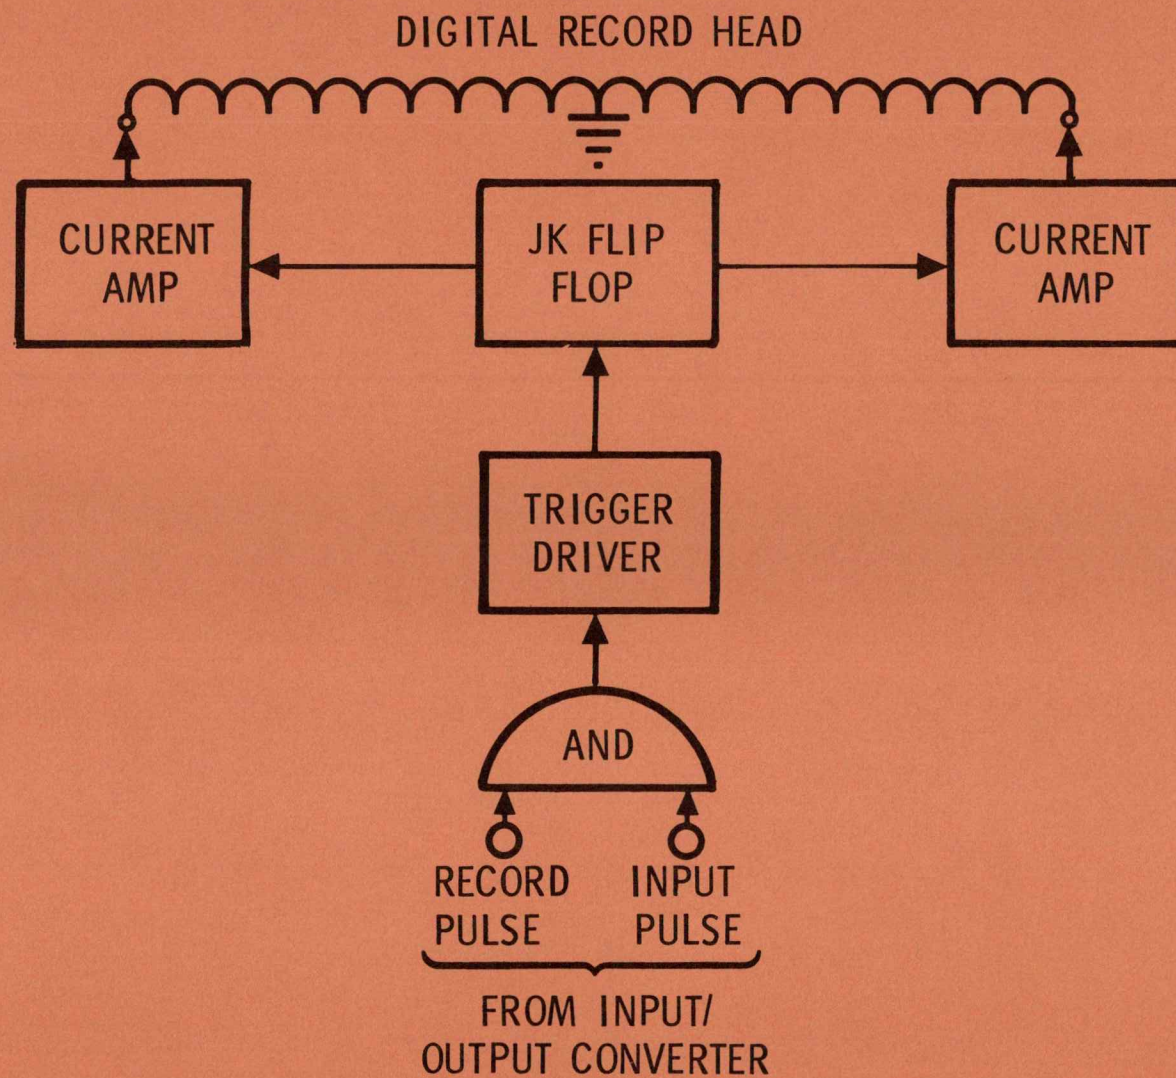 DIGITAL RECORD HEAD
CURRENT
AMP
JK FLIP
FLOP
CURRENT
AMP
TRIGGER
DRIVER
AND
RECORD
PULSE
INPUT
PULSE
FROM INPUT/
OUTPUT CONVERTER